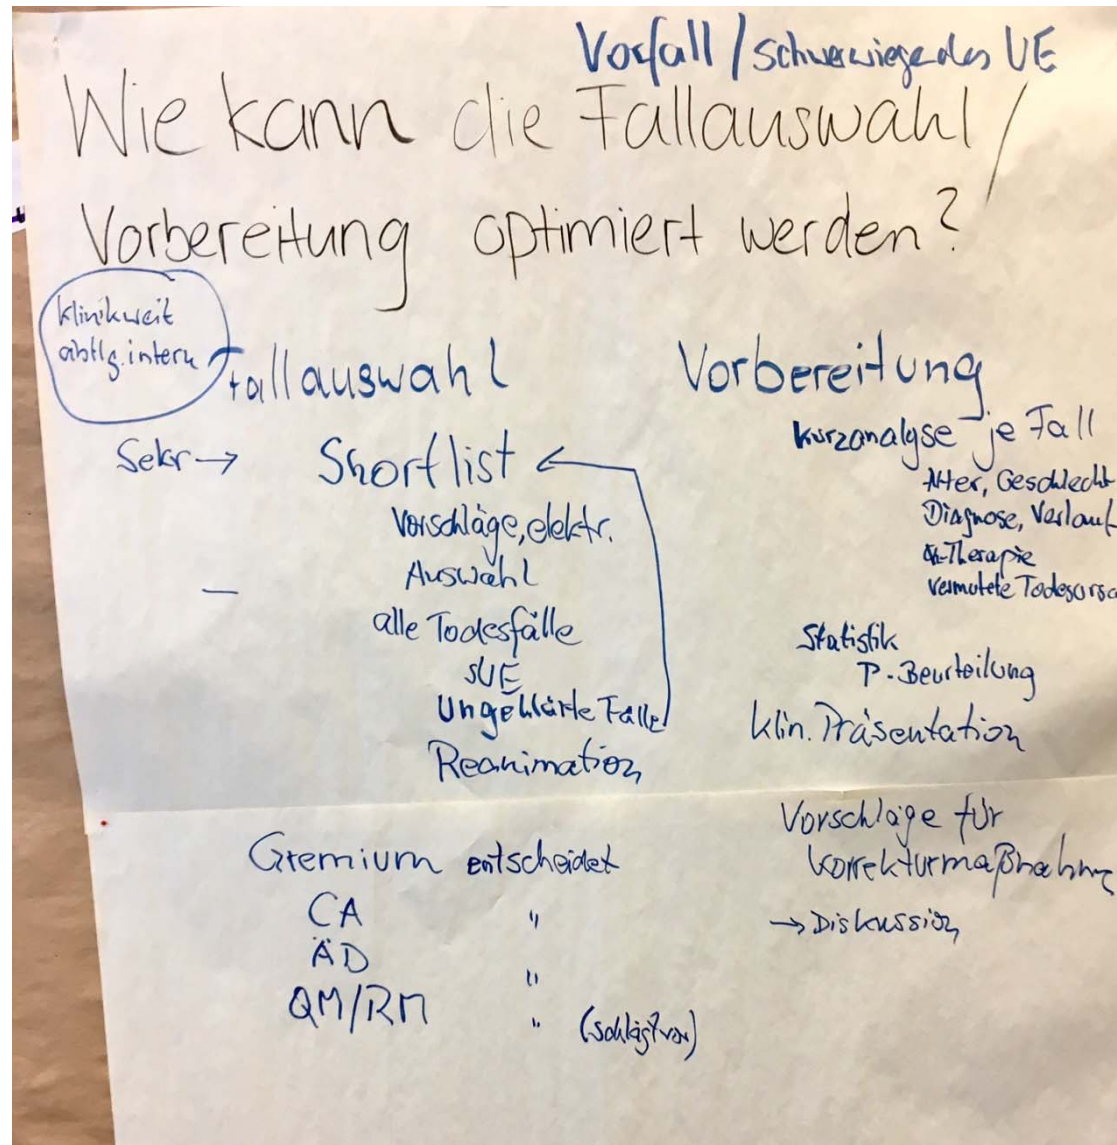 Vorfall / schwerwiegendes UE
Wie kann die Fallauswahl /
Vorbereitung optimiert werden?
klinikweit
abtlg.intern
Fallauswahl
Sekr →
Shortlist
Vorschläge, elektr.
Auswahl
–
alle Todesfälle
SUE
Ungeklärte Fälle
Reanimation
Gremium entscheidet
CA "
ÄD "
QM/RM " (schlägt vor)
Vorbereitung
Kurzanalyse je Fall
Alter, Geschlecht
Diagnose, Verlauf
-Therapie
vermutete Todesursa
Statistik
P.-Beurteilung
klin. Präsentation
Vorschläge für
Korrekturmaßnahme
→ Diskussion